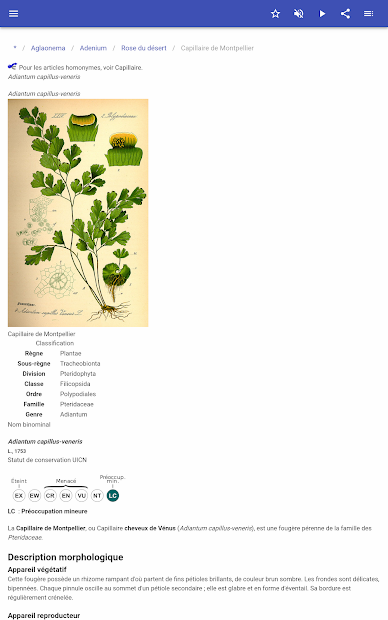 * / Aglaonema / Adenium / Rose du désert / Capillaire de Montpellier
Pour les articles homonymes, voir Capillaire.
Adiantum capillus-veneris
Adiantum capillus-veneris
Capillaire de Montpellier
Classification
Règne Plantae
Sous-règne Tracheobionta
Division Pteridophyta
Classe Filicopsida
Ordre Polypodiales
Famille Pteridaceae
Genre Adiantum
Nom binominal
Adiantum capillus-veneris
L., 1753
Statut de conservation UICN
Éteint Menacé Préoccup. min.
EX EW CR EN VU NT LC
LC : Préoccupation mineure
La Capillaire de Montpellier, ou Capillaire cheveux de Vénus (Adiantum capillus-veneris), est une fougère pérenne de la famille des
Pteridaceae.
Description morphologique
Appareil végétatif
Cette fougère possède un rhizome rampant d'où partent de fins pétioles brillants, de couleur brun sombre. Les frondes sont délicates,
bipennées. Chaque pinnule oscille au sommet d'un pétiole secondaire ; elle est glabre et en forme d'éventail. Sa bordure est
régulièrement crénelée.
Appareil reproducteur